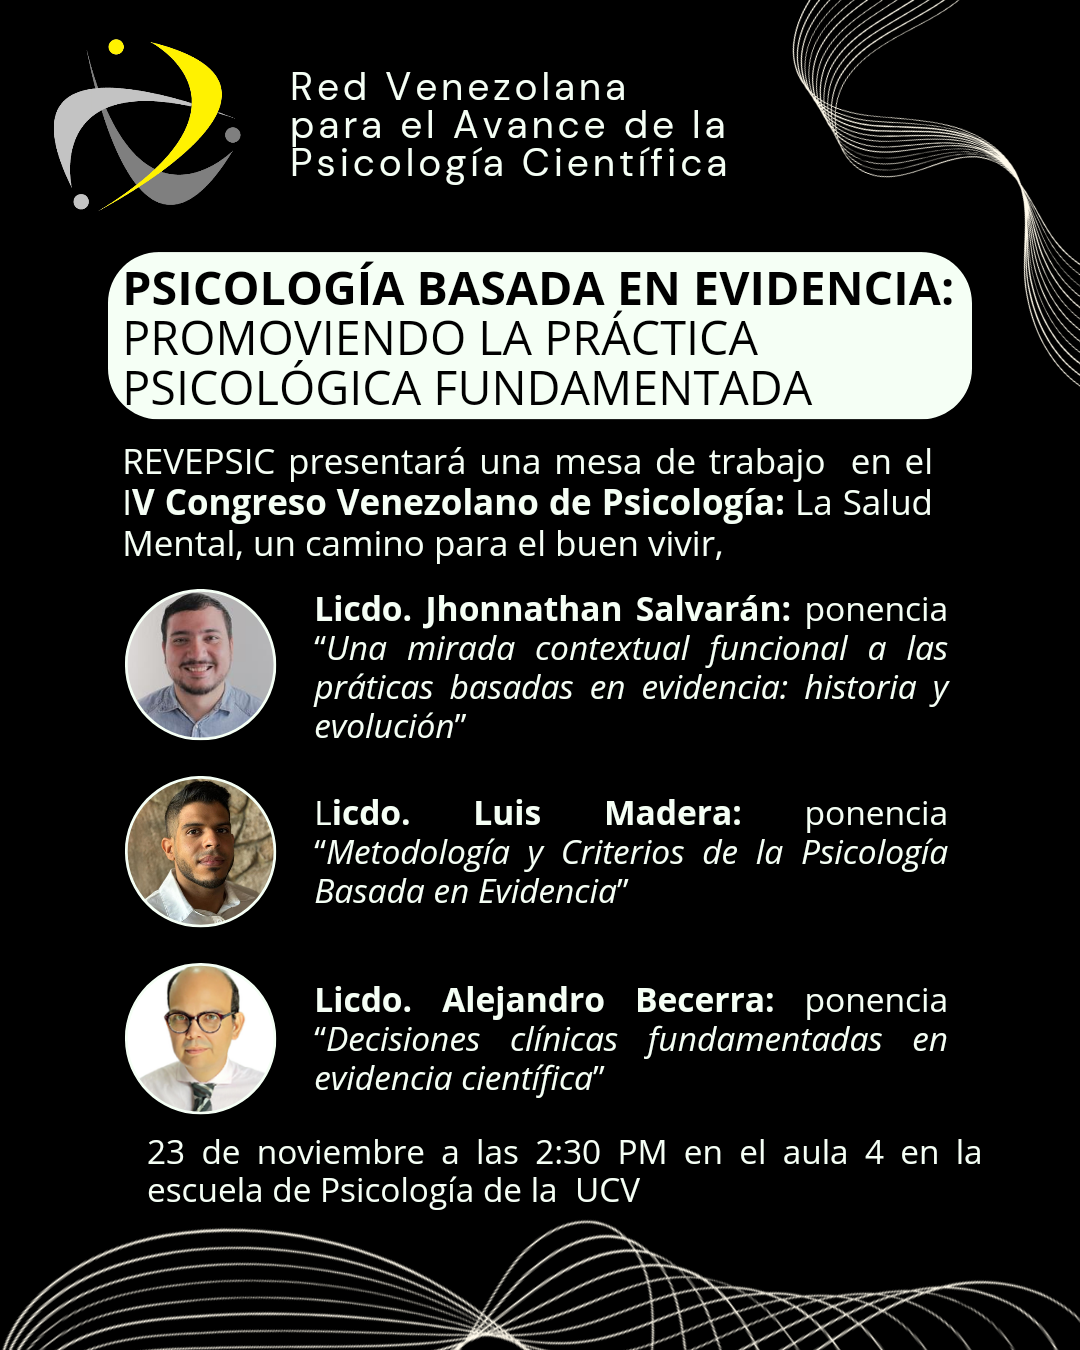 Red Venezolana
para el Avance de la
Psicología Científica
PSICOLOGÍA BASADA EN EVIDENCIA:
PROMOVIENDO LA PRÁCTICA
PSICOLÓGICA FUNDAMENTADA
REVEPSIC presentará una mesa de trabajo en el
IV Congreso Venezolano de Psicología: La Salud
Mental, un camino para el buen vivir,
Licdo. Jhonnathan Salvarán: ponencia
“Una mirada contextual funcional a las
práticas basadas en evidencia: historia y
evolución”
Licdo. Luis Madera: ponencia
“Metodología y Criterios de la Psicología
Basada en Evidencia”
Licdo. Alejandro Becerra: ponencia
“Decisiones clínicas fundamentadas en
evidencia científica”
23 de noviembre a las 2:30 PM en el aula 4 en la
escuela de Psicología de la UCV